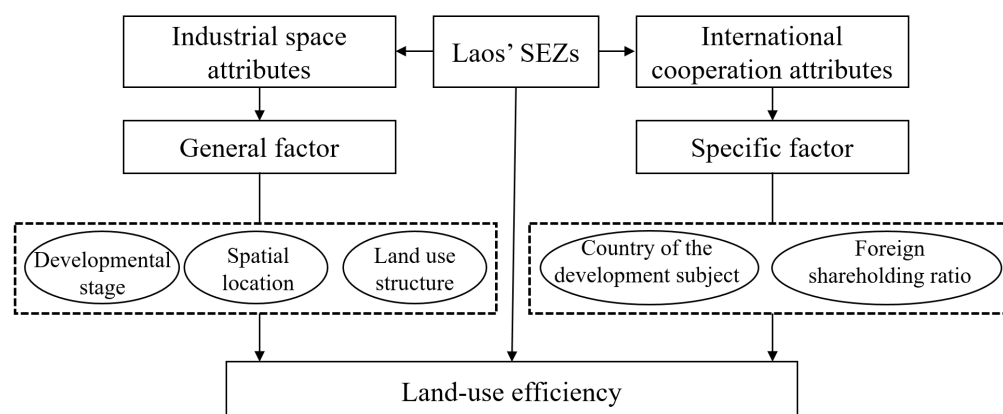 Industrial space
attributes
Laos’ SEZs
International
cooperation attributes
General factor
Specific factor
Developmental
stage
Spatial
location
Land use
structure
Country of the
development subject
Foreign
shareholding ratio
Land-use efficiency